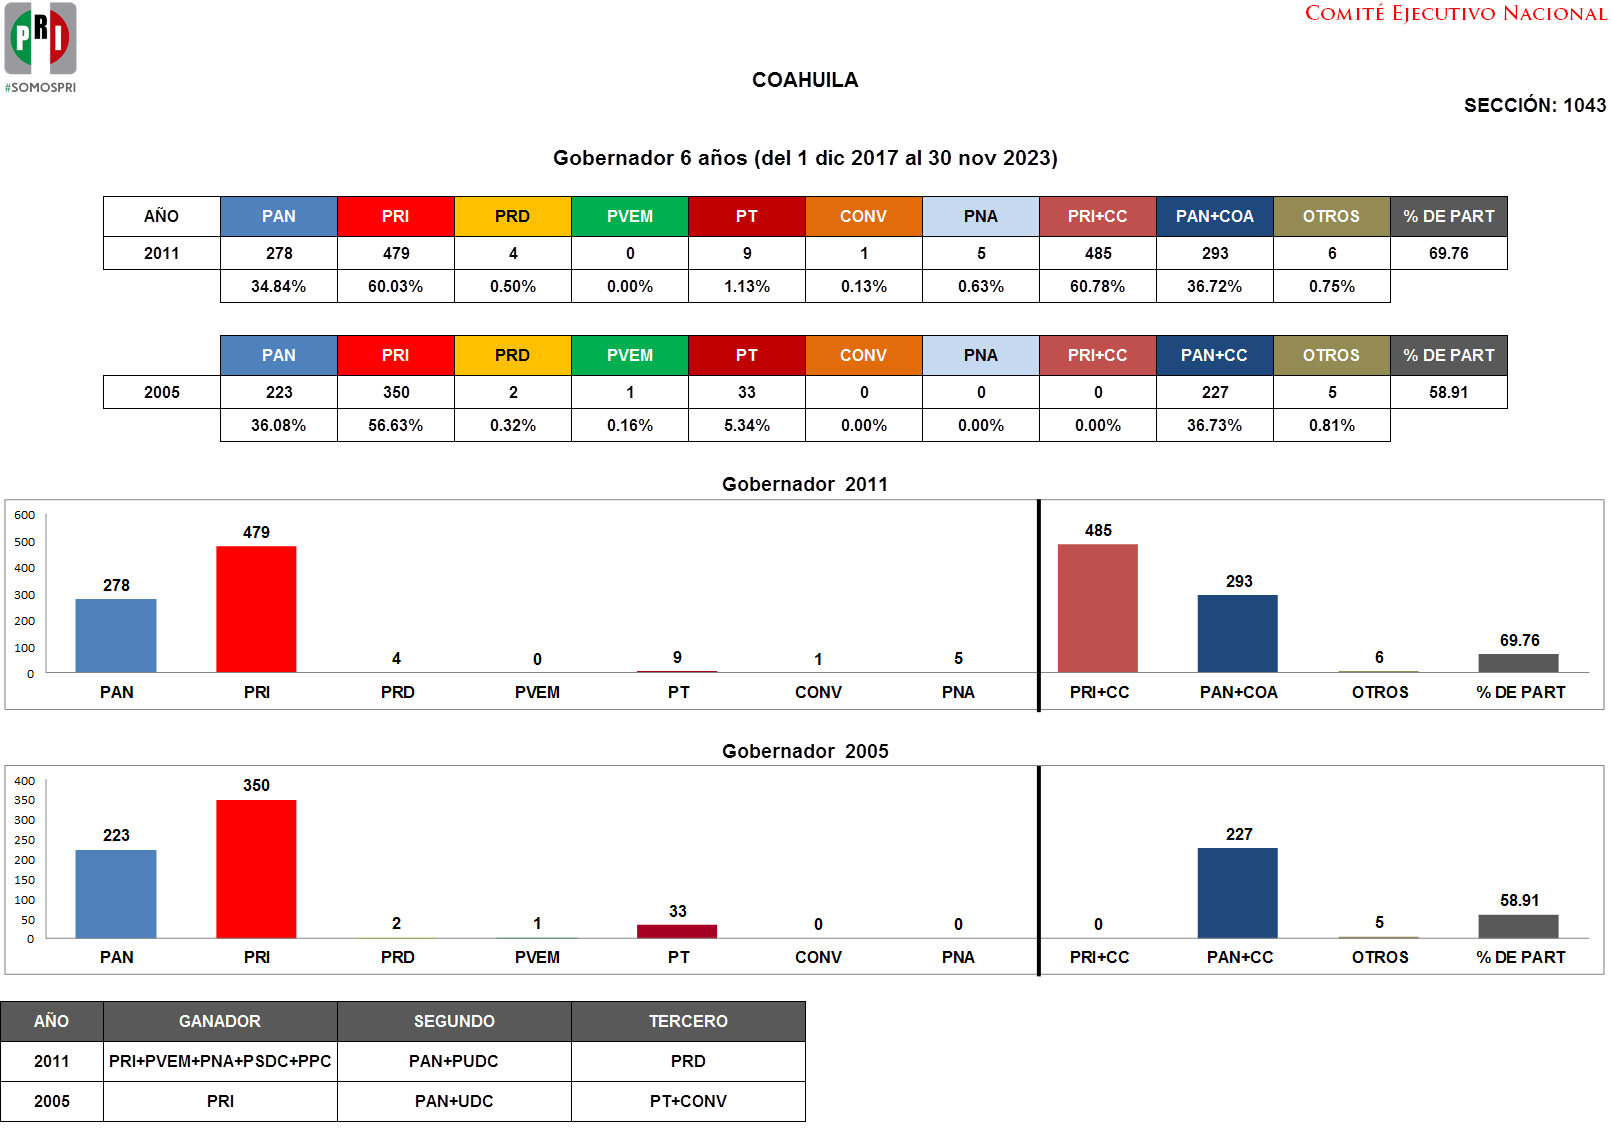 PRI
#SOMOSPRI
COMITÉ EJECUTIVO NACIONAL
COAHUILA
SECCIÓN: 1043
Gobernador 6 años (del 1 dic 2017 al 30 nov 2023)
AÑO PAN PRI PRD PVEM PT CONV PNA PRI+CC PAN+COA OTROS % DE PART
2011 278 479 4 0 9 1 5 485 293 6 69.76
34.84% 60.03% 0.50% 0.00% 1.13% 0.13% 0.63% 60.78% 36.72% 0.75%
PAN PRI PRD PVEM PT CONV PNA PRI+CC PAN+CC OTROS % DE PART
2005 223 350 2 1 33 0 0 0 227 5 58.91
36.08% 56.63% 0.32% 0.16% 5.34% 0.00% 0.00% 0.00% 36.73% 0.81%
Gobernador 2011
600
500
400
300
200
100
0
278 479 4 0 9 1 5 485 293 6 69.76
PAN PRI PRD PVEM PT CONV PNA PRI+CC PAN+COA OTROS % DE PART
Gobernador 2005
400
350
300
250
200
150
100
50
0
223 350 2 1 33 0 0 0 227 5 58.91
PAN PRI PRD PVEM PT CONV PNA PRI+CC PAN+CC OTROS % DE PART
AÑO GANADOR SEGUNDO TERCERO
2011 PRI+PVEM+PNA+PSDC+PPC PAN+PUDC PRD
2005 PRI PAN+UDC PT+CONV